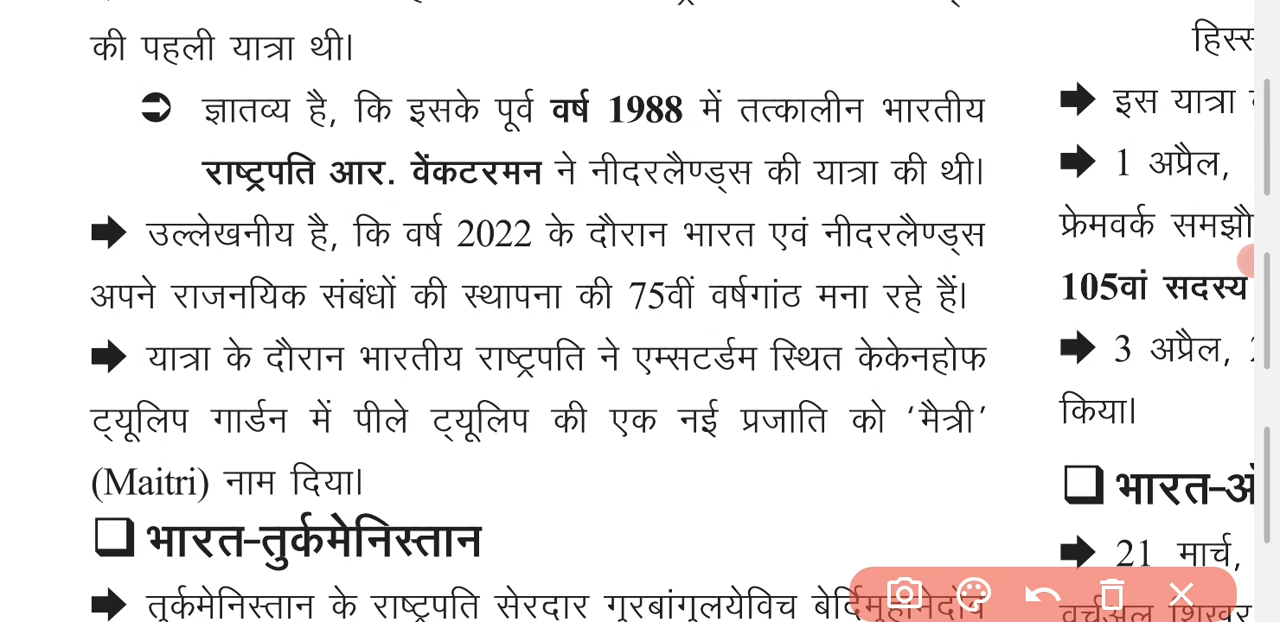 की पहली यात्रा थी।
➲ ज्ञातव्य है, कि इसके पूर्व वर्ष 1988 में तत्कालीन भारतीय
राष्ट्रपति आर. वेंकटरमन ने नीदरलैण्ड्स की यात्रा की थी।
➡ उल्लेखनीय है, कि वर्ष 2022 के दौरान भारत एवं नीदरलैण्ड्स
अपने राजनयिक संबंधों की स्थापना की 75वीं वर्षगांठ मना रहे हैं।
➡ यात्रा के दौरान भारतीय राष्ट्रपति ने एम्सटर्डम स्थित केकेनहोफ
ट्यूलिप गार्डन में पीले ट्यूलिप की एक नई प्रजाति को ‘मैत्री’
(Maitri) नाम दिया।
❑ भारत-तुर्कमेनिस्तान
➡ तुर्कमेनिस्तान के राष्ट्रपति सेरदार गुरबांगुलयेविच
➡ इस यात्रा
➡ 1 अप्रैल,
फ्रेमवर्क
105वां सदस्य
➡ 3 अप्रैल,
किया।
❑ भारत-
➡ 21 मार्च,